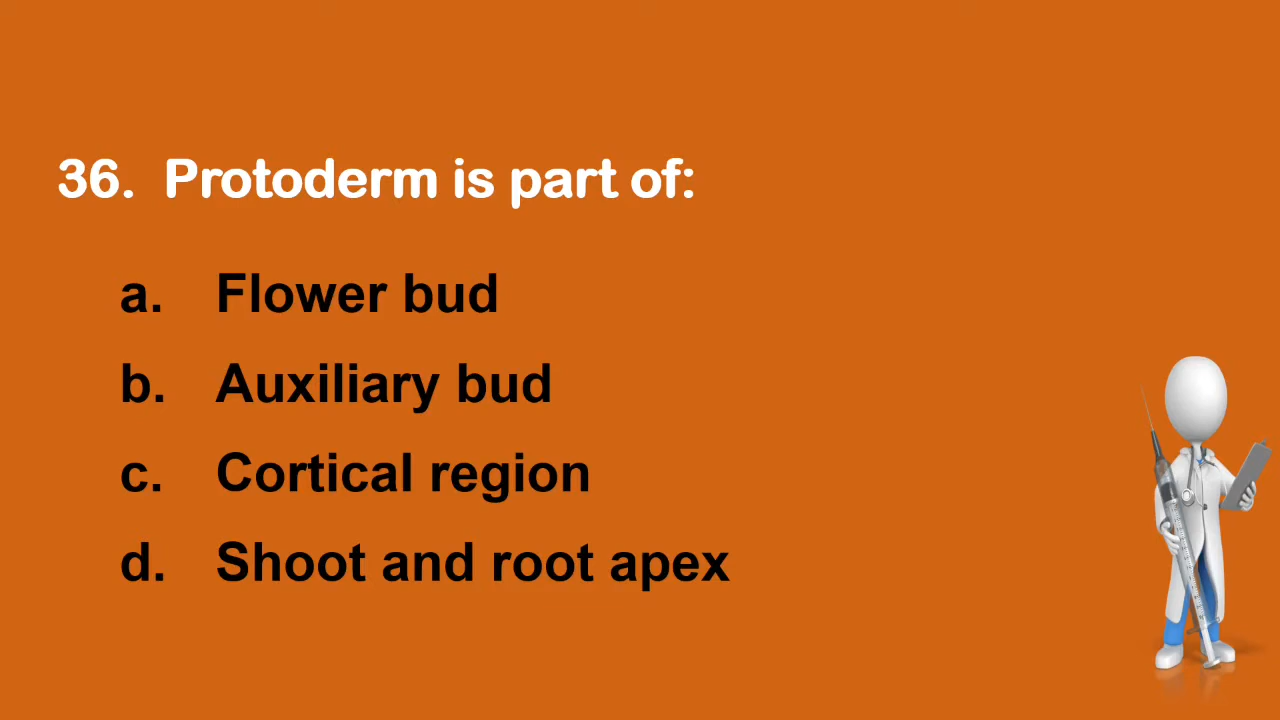 36. Protoderm is part of:
a. Flower bud
b. Auxiliary bud
c. Cortical region
d. Shoot and root apex